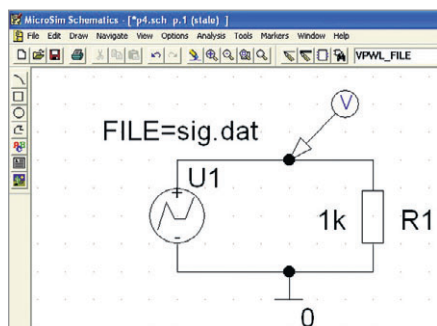 MicroSim Schematics - [*p4.sch p.1 (stale) ]
File Edit Draw Navigate View Options Analysis Tools Markers Window Help
VPWL_FILE
V
FILE=sig.dat
U1
+
-
1k R1
0